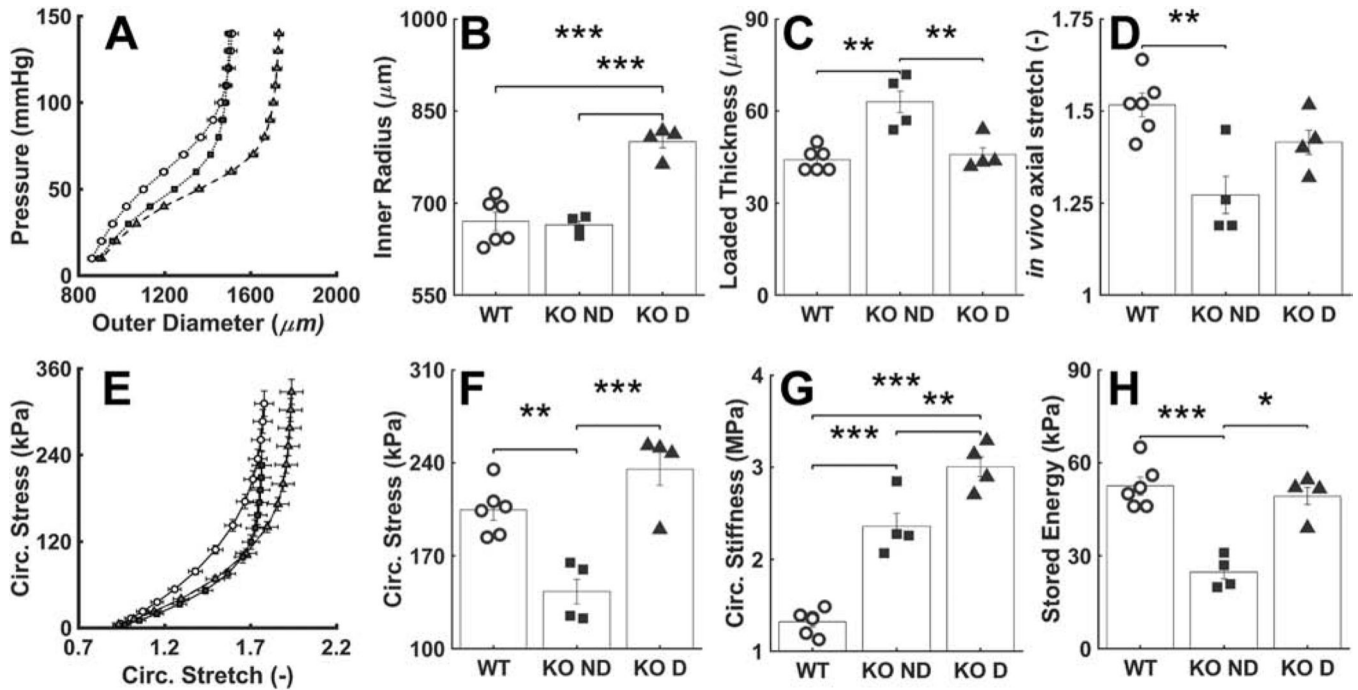 A
Pressure (mmHg)
150
100
50
0
800 1200 1600 2000
Outer Diameter (μm)
B
Inner Radius (μm)
1000
850
700
550
***
***
WT KO ND KO D
C
Loaded Thickness (μm)
90
60
30
0
** **
WT KO ND KO D
D
in vivo axial stretch (-)
1.75
1.5
1.25
1
**
WT KO ND KO D
E
Circ. Stress (kPa)
360
240
120
0
0.7 1.2 1.7 2.2
Circ. Stretch (-)
F
Circ. Stress (kPa)
310
240
170
100
** ***
WT KO ND KO D
G
Circ. Stiffness (MPa)
4
3
2
1
***
**
***
WT KO ND KO D
H
Stored Energy (kPa)
90
60
30
0
*** *
WT KO ND KO D